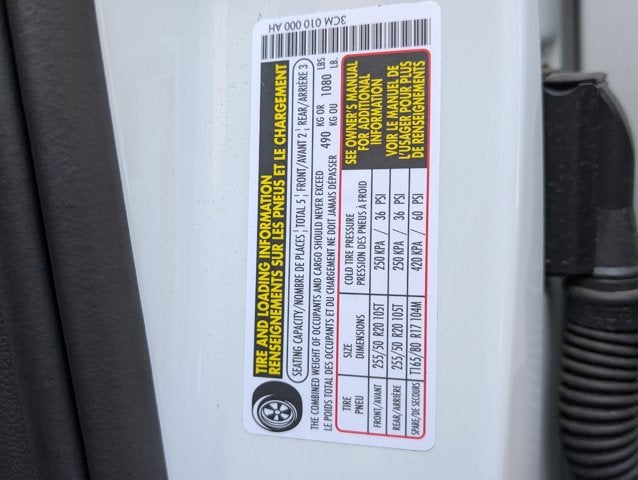 3CM 010 000 AH
TIRE AND LOADING INFORMATION
RENSEIGNEMENTS SUR LES PNEUS ET LE CHARGEMENT
SEATING CAPACITY/NOMBRE DE PLACES TOTAL 5 FRONT/AVANT 2 REAR/ARRIÈRE 3
THE COMBINED WEIGHT OF OCCUPANTS AND CARGO SHOULD NEVER EXCEED 490 KG OR 1080 LBS
LE POIDS TOTAL DES OCCUPANTS ET DU CHARGEMENT NE DOIT JAMAIS DÉPASSER KG OU LB.
TIRE SIZE COLD TIRE PRESSURE
PNEU DIMENSIONS PRESSION DES PNEUS À FROID
FRONT/AVANT 255/50 R20 105T 250 KPA / 36 PSI
REAR/ARRIÈRE 255/50 R20 105T 250 KPA / 36 PSI
SPARE/DE SECOURS T165/80 R17 104M 420 KPA / 60 PSI
SEE OWNER'S MANUAL
FOR ADDITIONAL
INFORMATION
VOIR LE MANUEL DE
L'USAGER POUR PLUS
DE RENSEIGNEMENTS